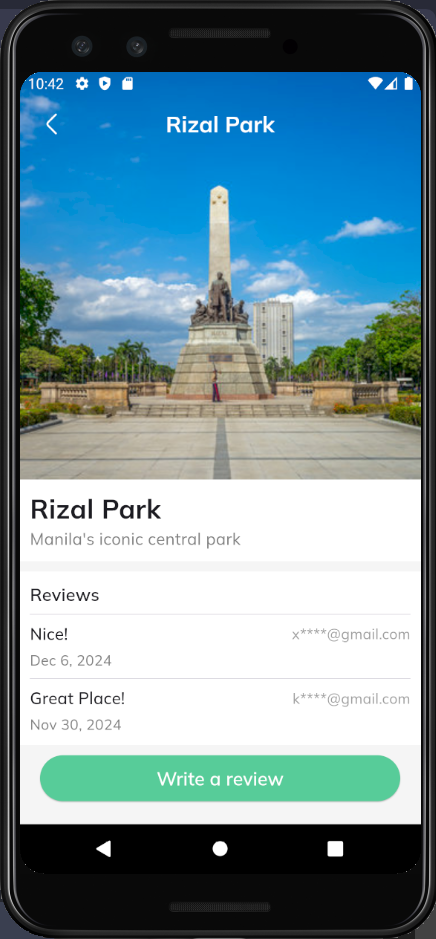 10:42
Rizal Park
Rizal Park
Manila's iconic central park
Reviews
Nice! x****@gmail.com
Dec 6, 2024
Great Place! k****@gmail.com
Nov 30, 2024
Write a review